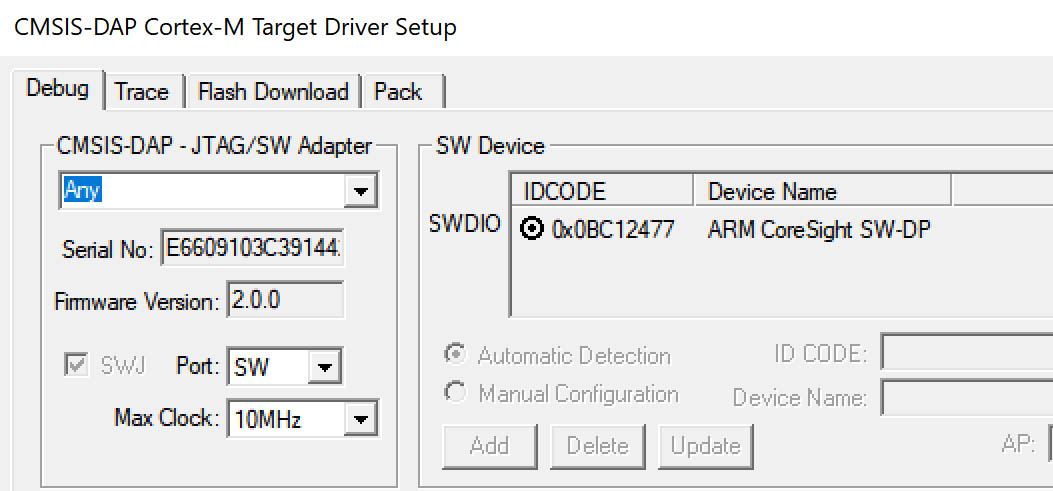 CMSIS-DAP Cortex-M Target Driver Setup
Debug Trace Flash Download Pack
CMSIS-DAP - JTAG/SW Adapter
Any
Serial No: E6609103C39144
Firmware Version: 2.0.0
SWJ Port: SW
Max Clock: 10MHz
SW Device
IDCODE Device Name
SWDIO 0x0BC12477 ARM CoreSight SW-DP
Automatic Detection ID CODE:
Manual Configuration Device Name:
Add Delete Update AP: